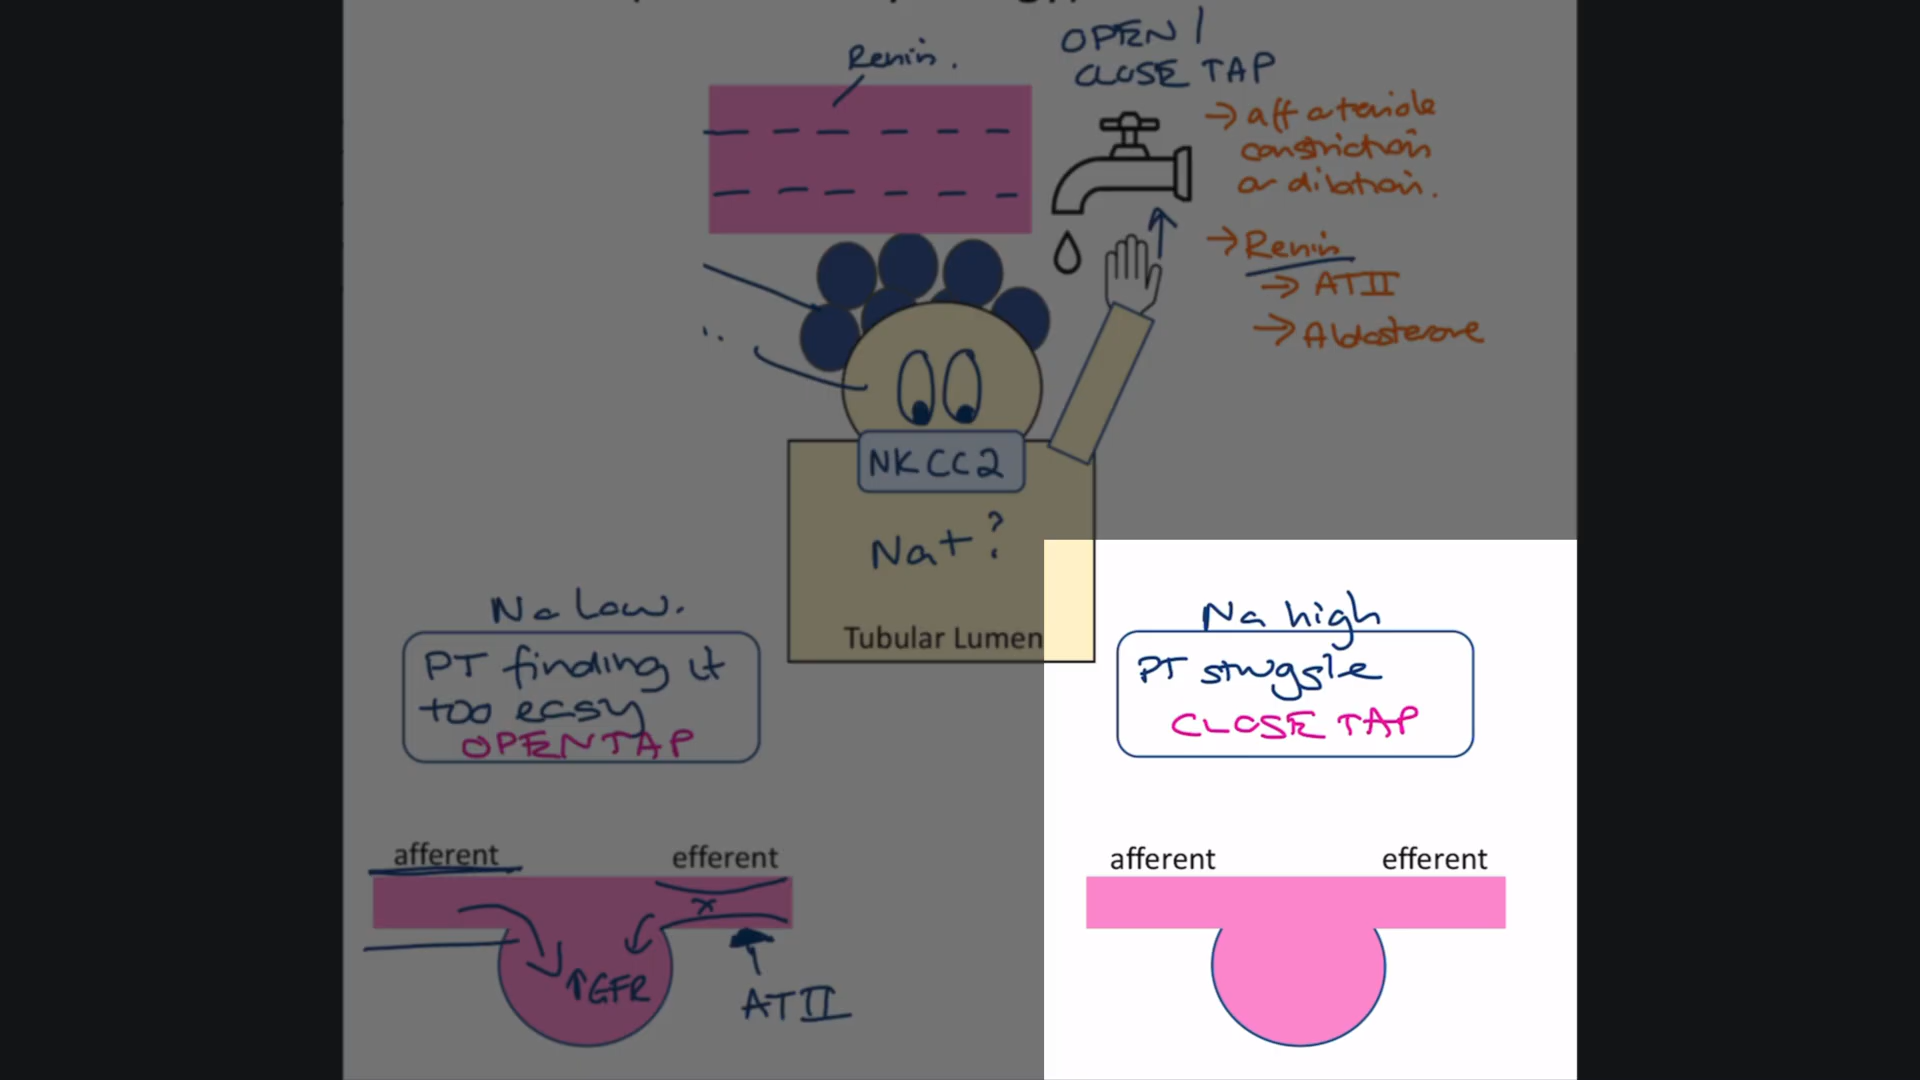 Renin.
OPEN /
CLOSE TAP
→ aff arteriole
constriction
or dilation.
→ Renin
→ ATII
→ Aldosterone
NKCC2
Na+?
Tubular Lumen
Na Low.
PT finding it
too easy
OPEN TAP
Na high
PT struggle
CLOSE TAP
afferent
efferent
↑GFR
x
ATII
afferent
efferent